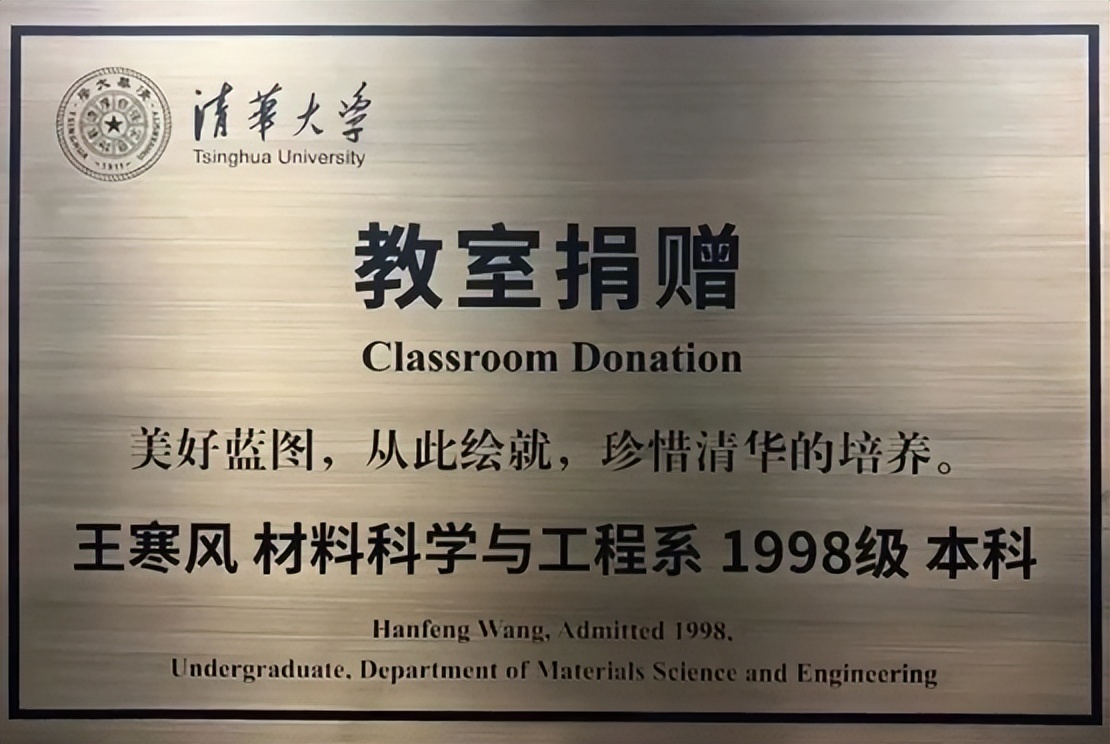 清華大学
Tsinghua University
教室捐赠
Classroom Donation
美好蓝图，从此绘就，珍惜清华的培养。
王寒风 材料科学与工程系 1998级 本科
Hanfeng Wang, Admitted 1998,
Undergraduate, Department of Materials Science and Engineering